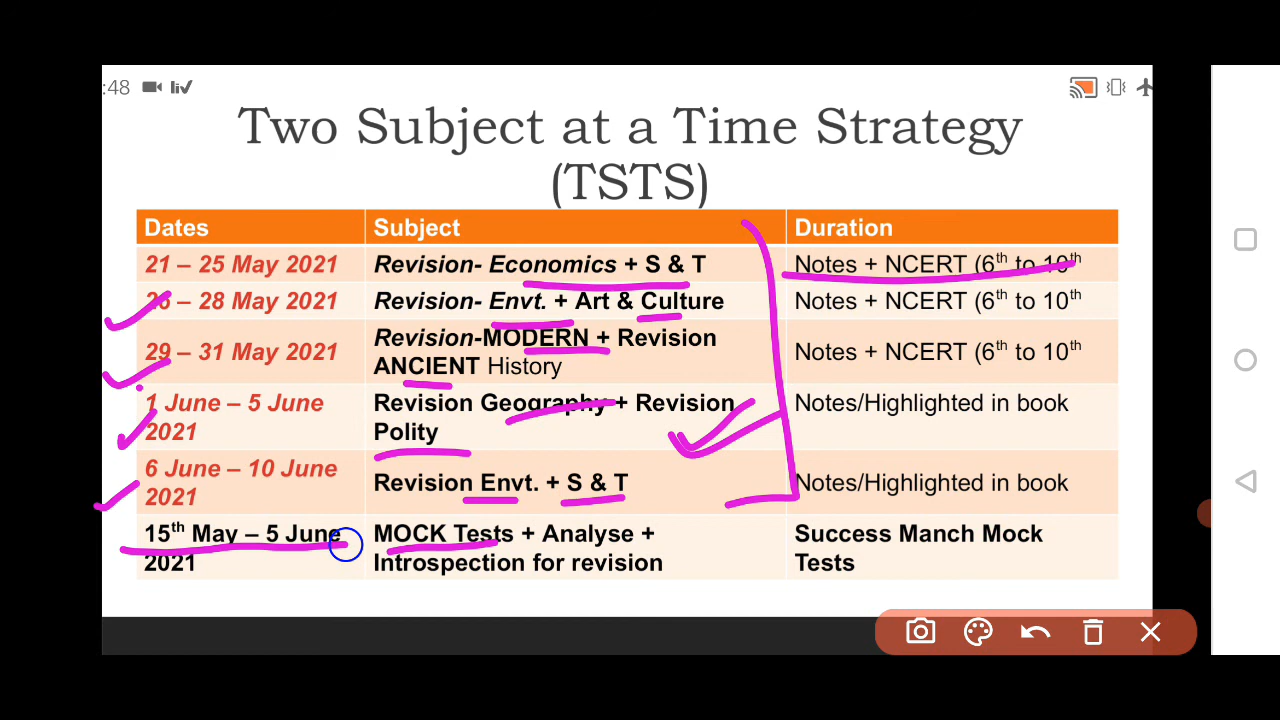 :48 liv
Two Subject at a Time Strategy
(TSTS)
Dates Subject Duration
21 – 25 May 2021 Revision- Economics + S & T Notes + NCERT (6th to 10th
26 – 28 May 2021 Revision- Envt. + Art & Culture Notes + NCERT (6th to 10th
29 – 31 May 2021 Revision-MODERN + Revision Notes + NCERT (6th to 10th
ANCIENT History
1 June – 5 June Revision Geography + Revision Notes/Highlighted in book
2021 Polity
6 June – 10 June Revision Envt. + S & T Notes/Highlighted in book
2021
15th May – 5 June MOCK Tests + Analyse + Success Manch Mock
2021 Introspection for revision Tests